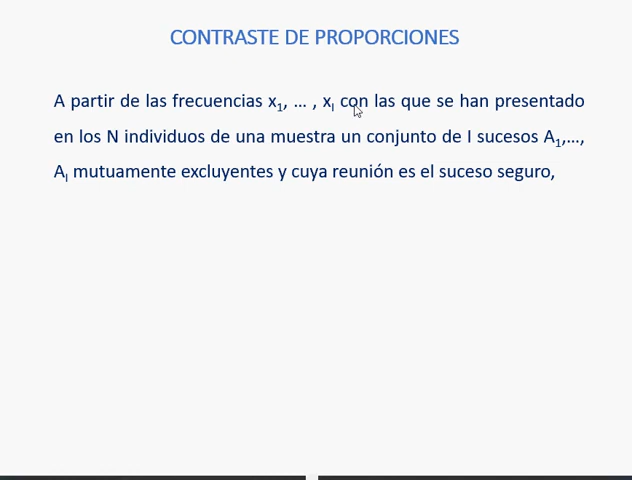 CONTRASTE DE PROPORCIONES
A partir de las frecuencias x₁, ... , xI con las que se han presentado
en los N individuos de una muestra un conjunto de I sucesos A₁,...,
AI mutuamente excluyentes y cuya reunión es el suceso seguro,